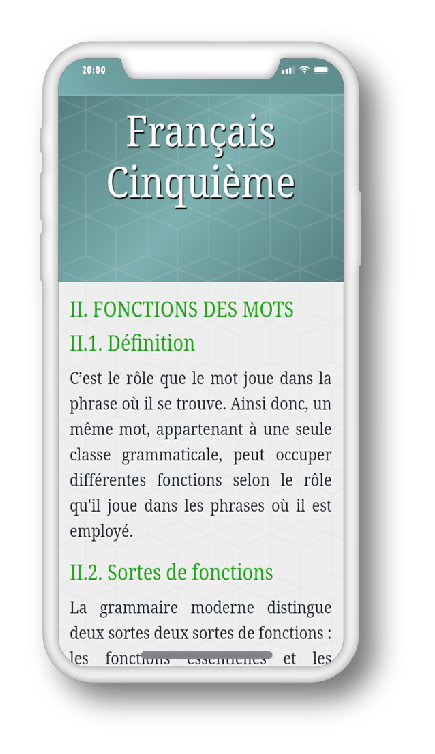 20:00
Français
Cinquième
II. FONCTIONS DES MOTS
II.1. Définition
C'est le rôle que le mot joue dans la
phrase où il se trouve. Ainsi donc, un
même mot, appartenant à une seule
classe grammaticale, peut occuper
différentes fonctions selon le rôle
qu'il joue dans les phrases où il est
employé.
II.2. Sortes de fonctions
La grammaire moderne distingue
deux sortes deux sortes de fonctions :
les fonctions essentielles et les